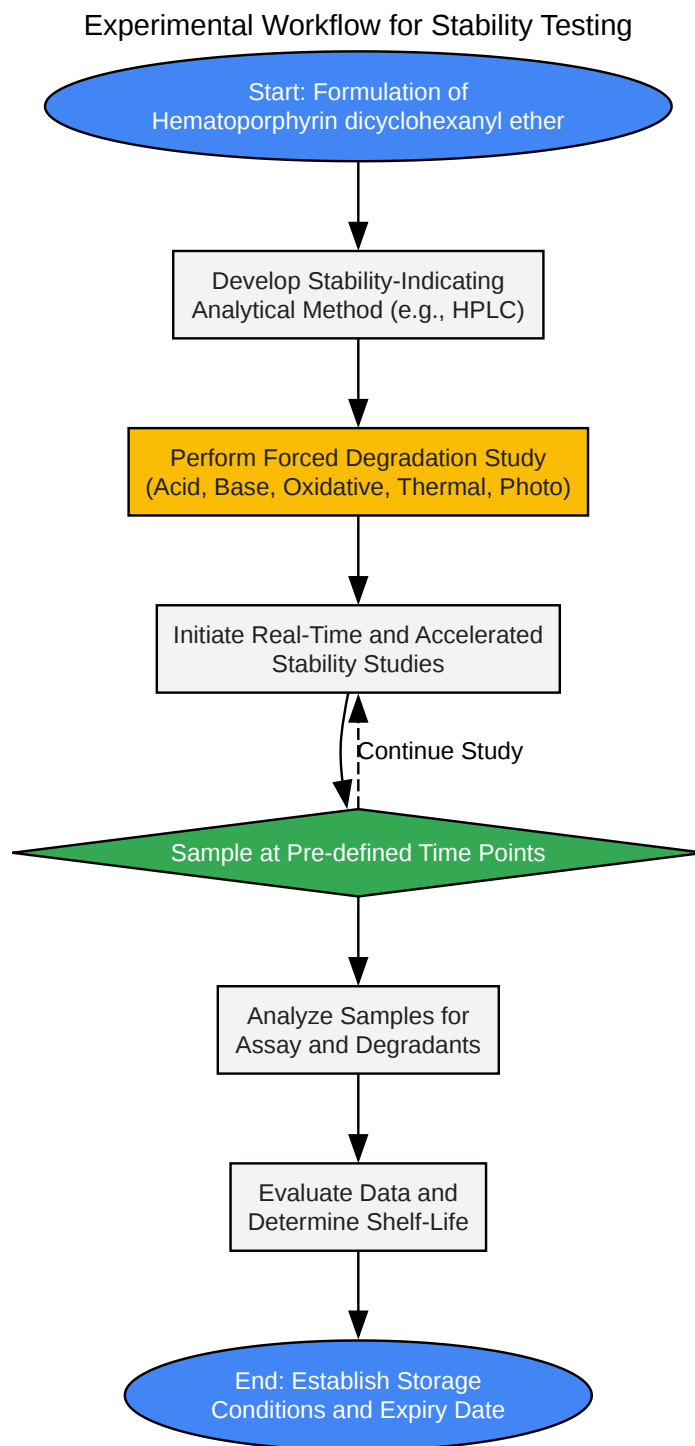 Experimental Workflow for Stability Testing
Start: Formulation of
Hematoporphyrin dicyclohexanyl ether
Develop Stability-Indicating
Analytical Method (e.g., HPLC)
Perform Forced Degradation Study
(Acid, Base, Oxidative, Thermal, Photo)
Initiate Real-Time and Accelerated
Stability Studies
Continue Study
Sample at Pre-defined Time Points
Analyze Samples for
Assay and Degradants
Evaluate Data and
Determine Shelf-Life
End: Establish Storage
Conditions and Expiry Date